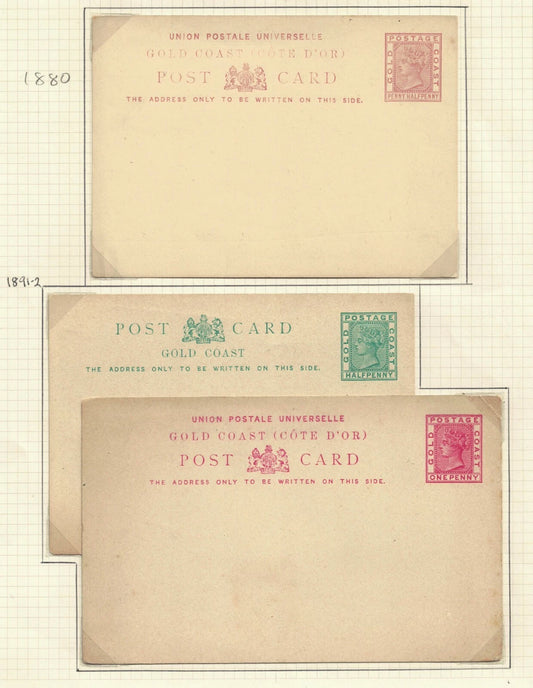 1880
UNION POSTALE UNIVERSELLE
GOLD COAST (CÔTE D'OR)
POST CARD
THE ADDRESS ONLY TO BE WRITTEN ON THIS SIDE.
POSTAGE
GOLD
COAST
PENNY HALFPENNY
1891-2
POST CARD
GOLD COAST
THE ADDRESS ONLY TO BE WRITTEN ON THIS SIDE.
POSTAGE
GOLD
COAST
HALFPENNY
UNION POSTALE UNIVERSELLE
GOLD COAST (CÔTE D'OR)
POST CARD
THE ADDRESS ONLY TO BE WRITTEN ON THIS SIDE.
POSTAGE
GOLD
COAST
ONE PENNY